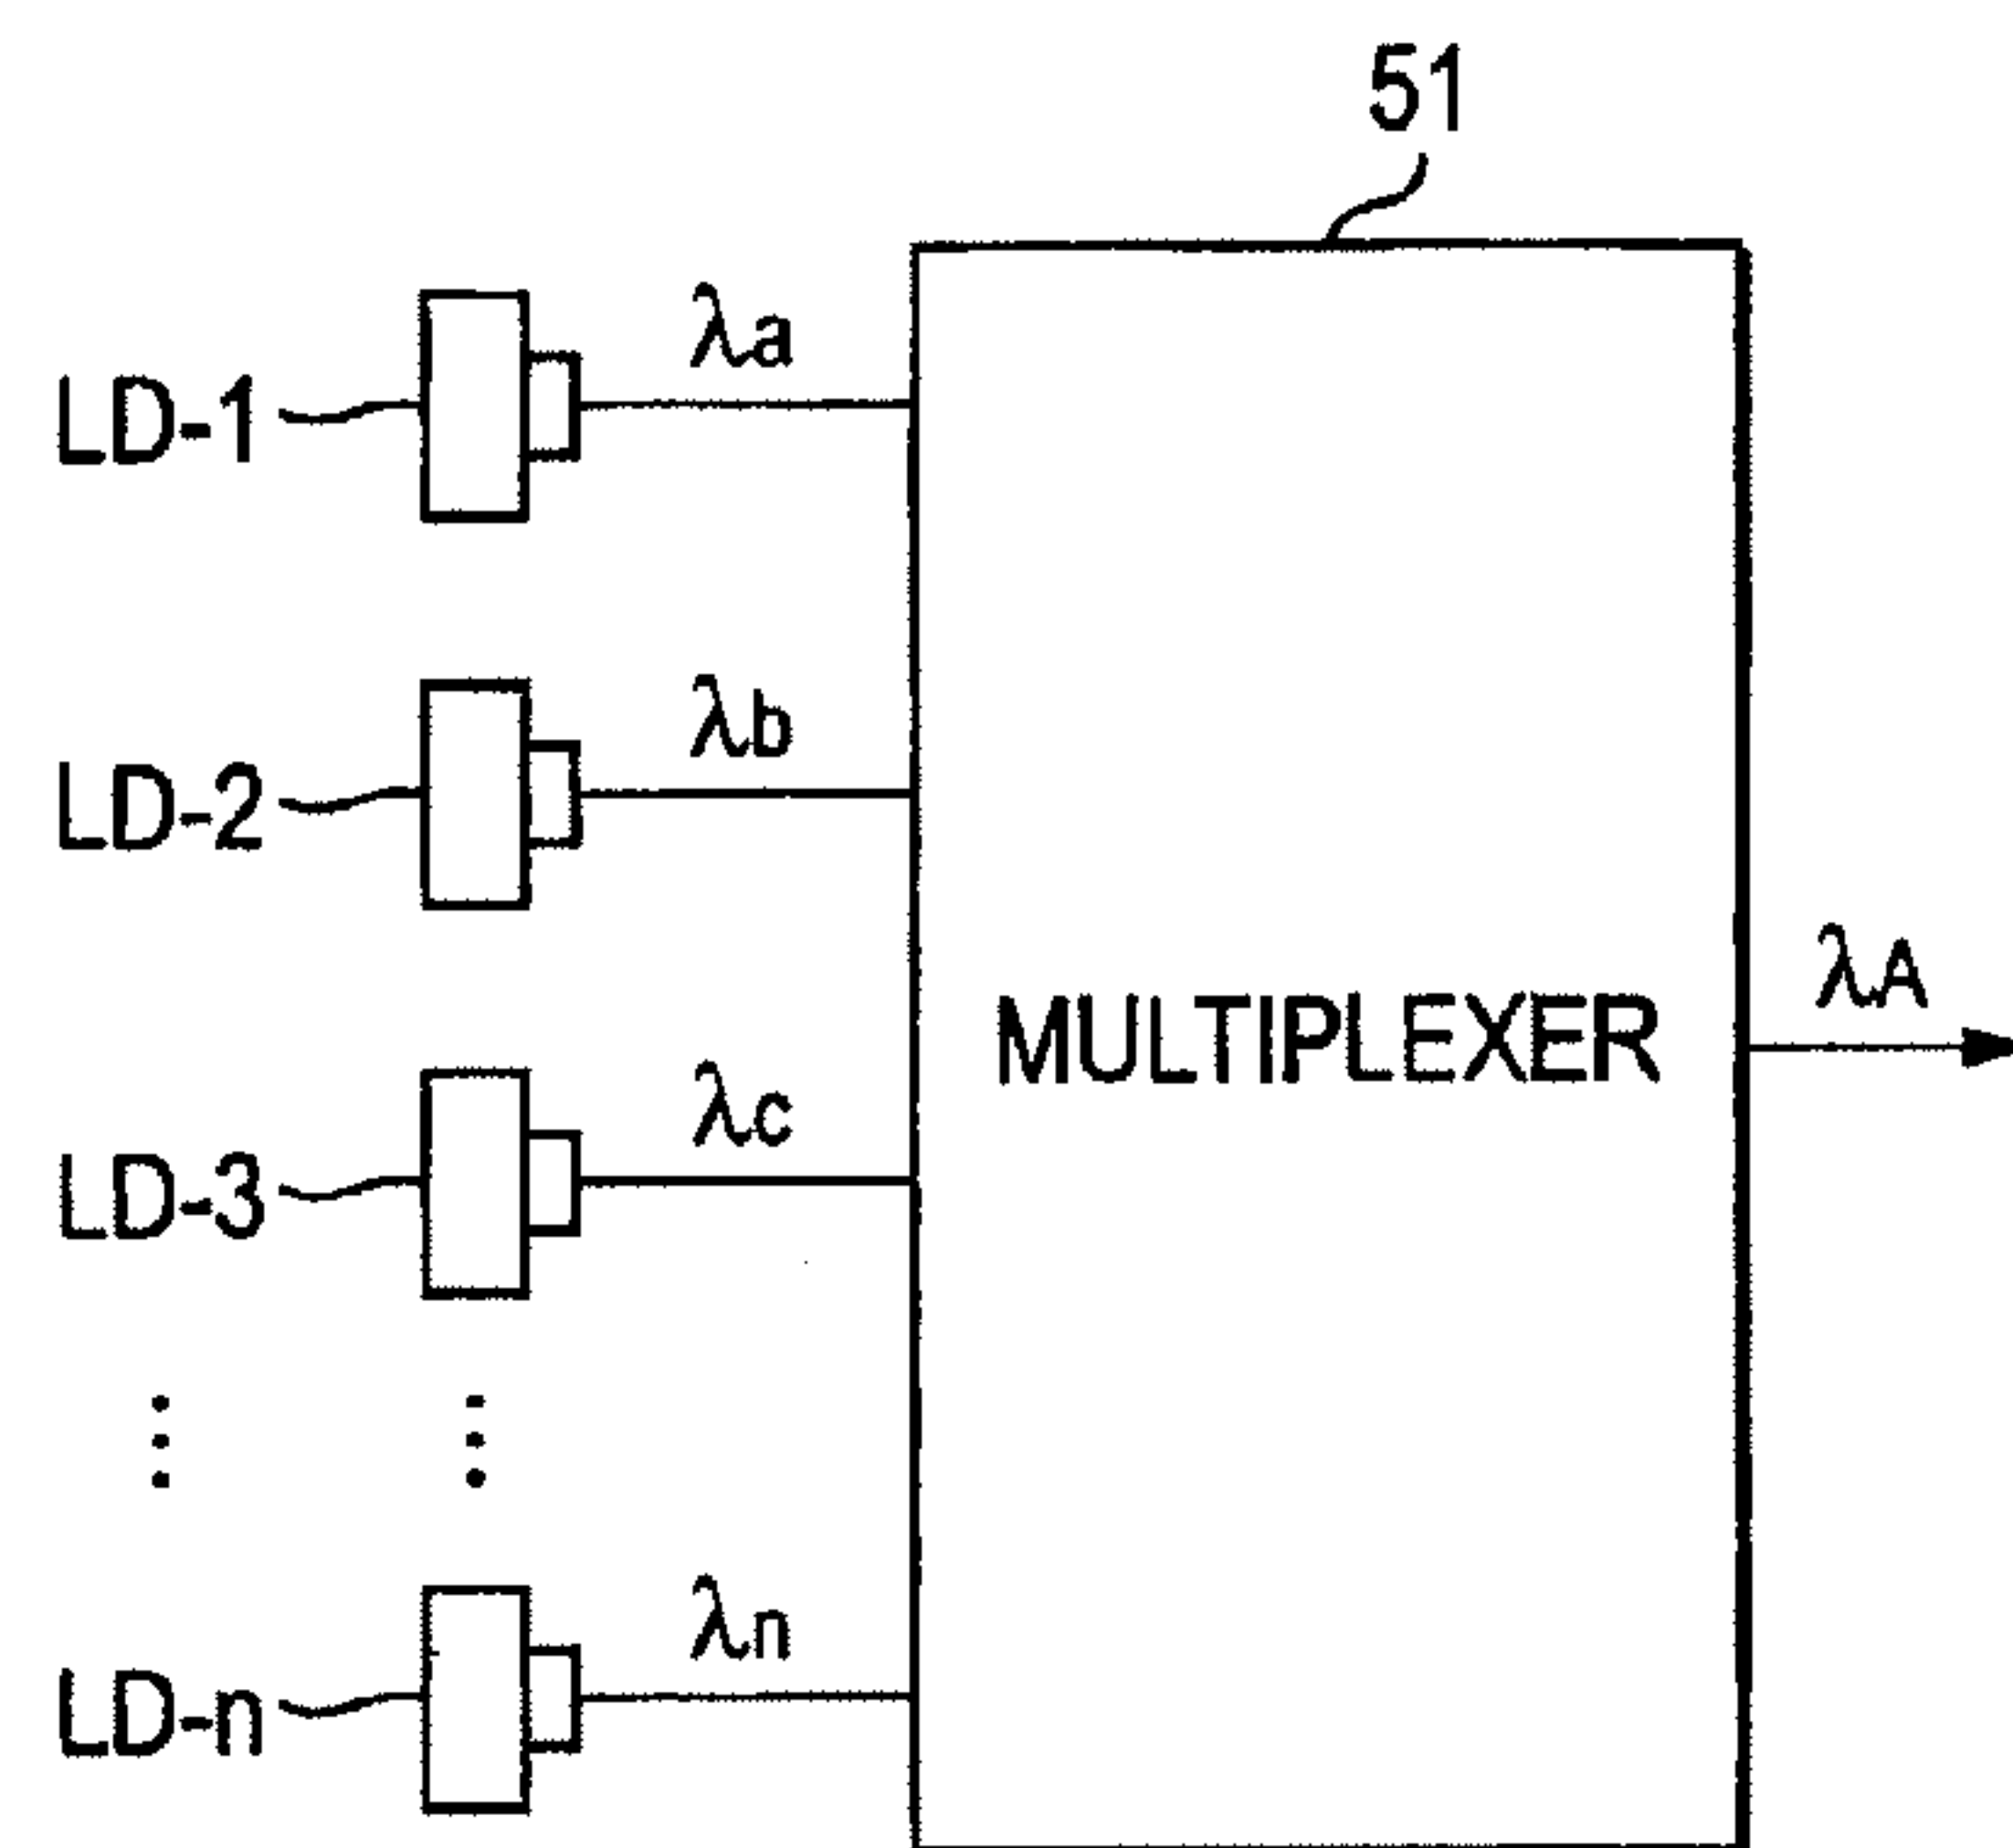 51
LD-1
λa
LD-2
λb
MULTIPLEXER
λA
LD-3
λc
LD-n
λn